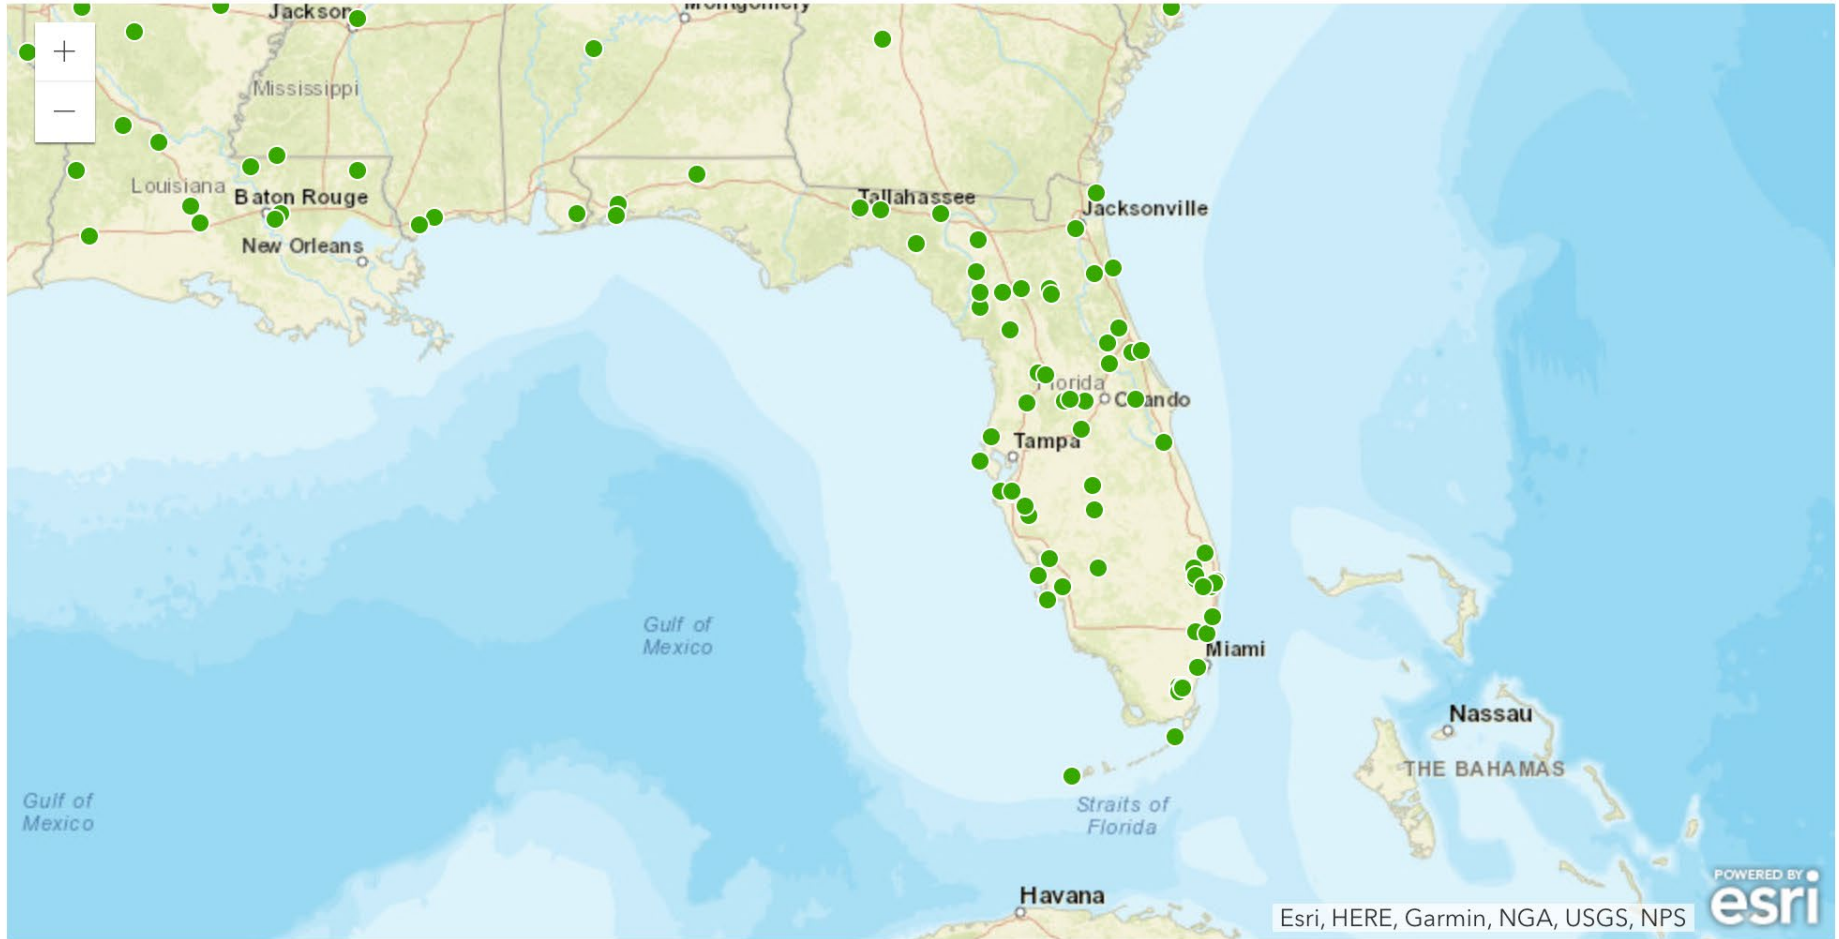 Jackson
Montgomery
+
Mississippi
−
Louisiana
Baton Rouge
Tallahassee
Jacksonville
New Orleans
Florida
Orlando
Tampa
Gulf of
Mexico
Miami
Nassau
THE BAHAMAS
Gulf of
Mexico
Straits of
Florida
POWERED BY
esri
Havana
Esri, HERE, Garmin, NGA, USGS, NPS